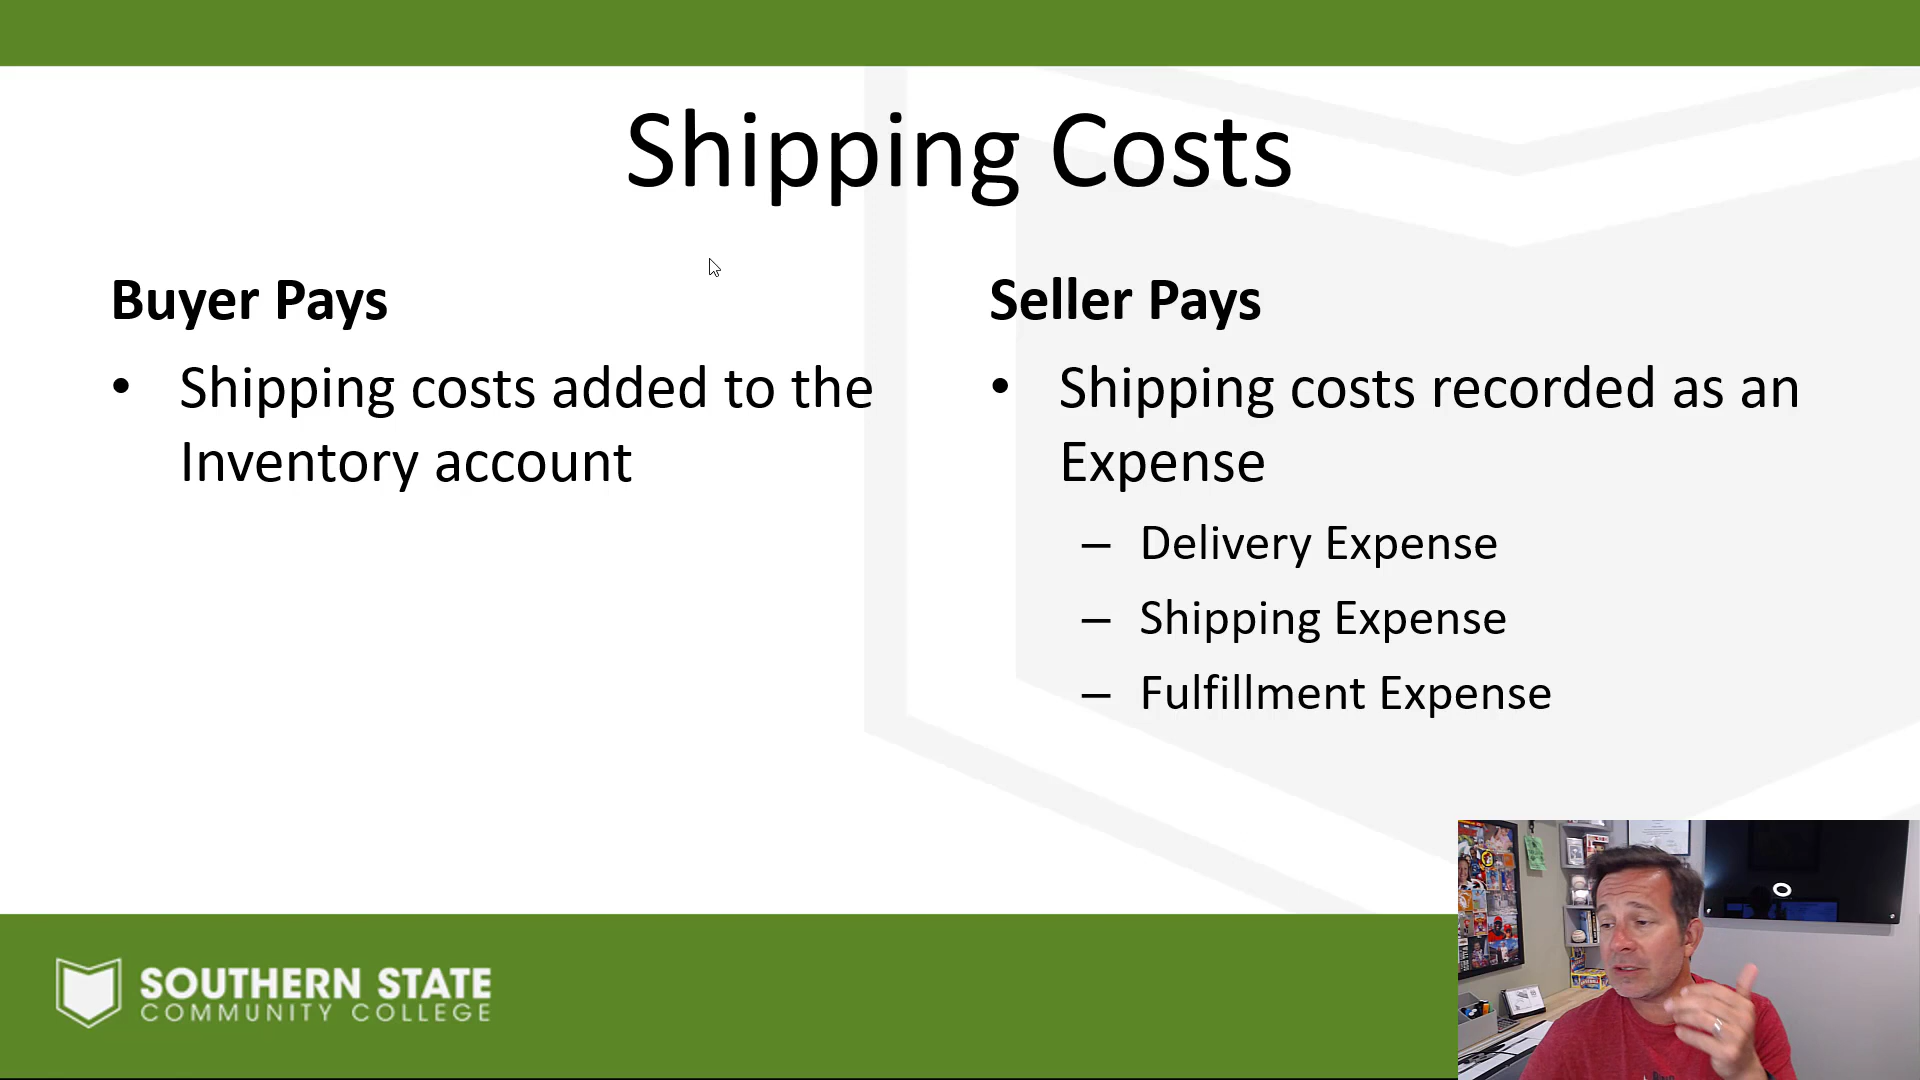 Shipping Costs
Buyer Pays
• Shipping costs added to the
Inventory account
Seller Pays
• Shipping costs recorded as an
Expense
– Delivery Expense
– Shipping Expense
– Fulfillment Expense
SOUTHERN STATE
COMMUNITY COLLEGE